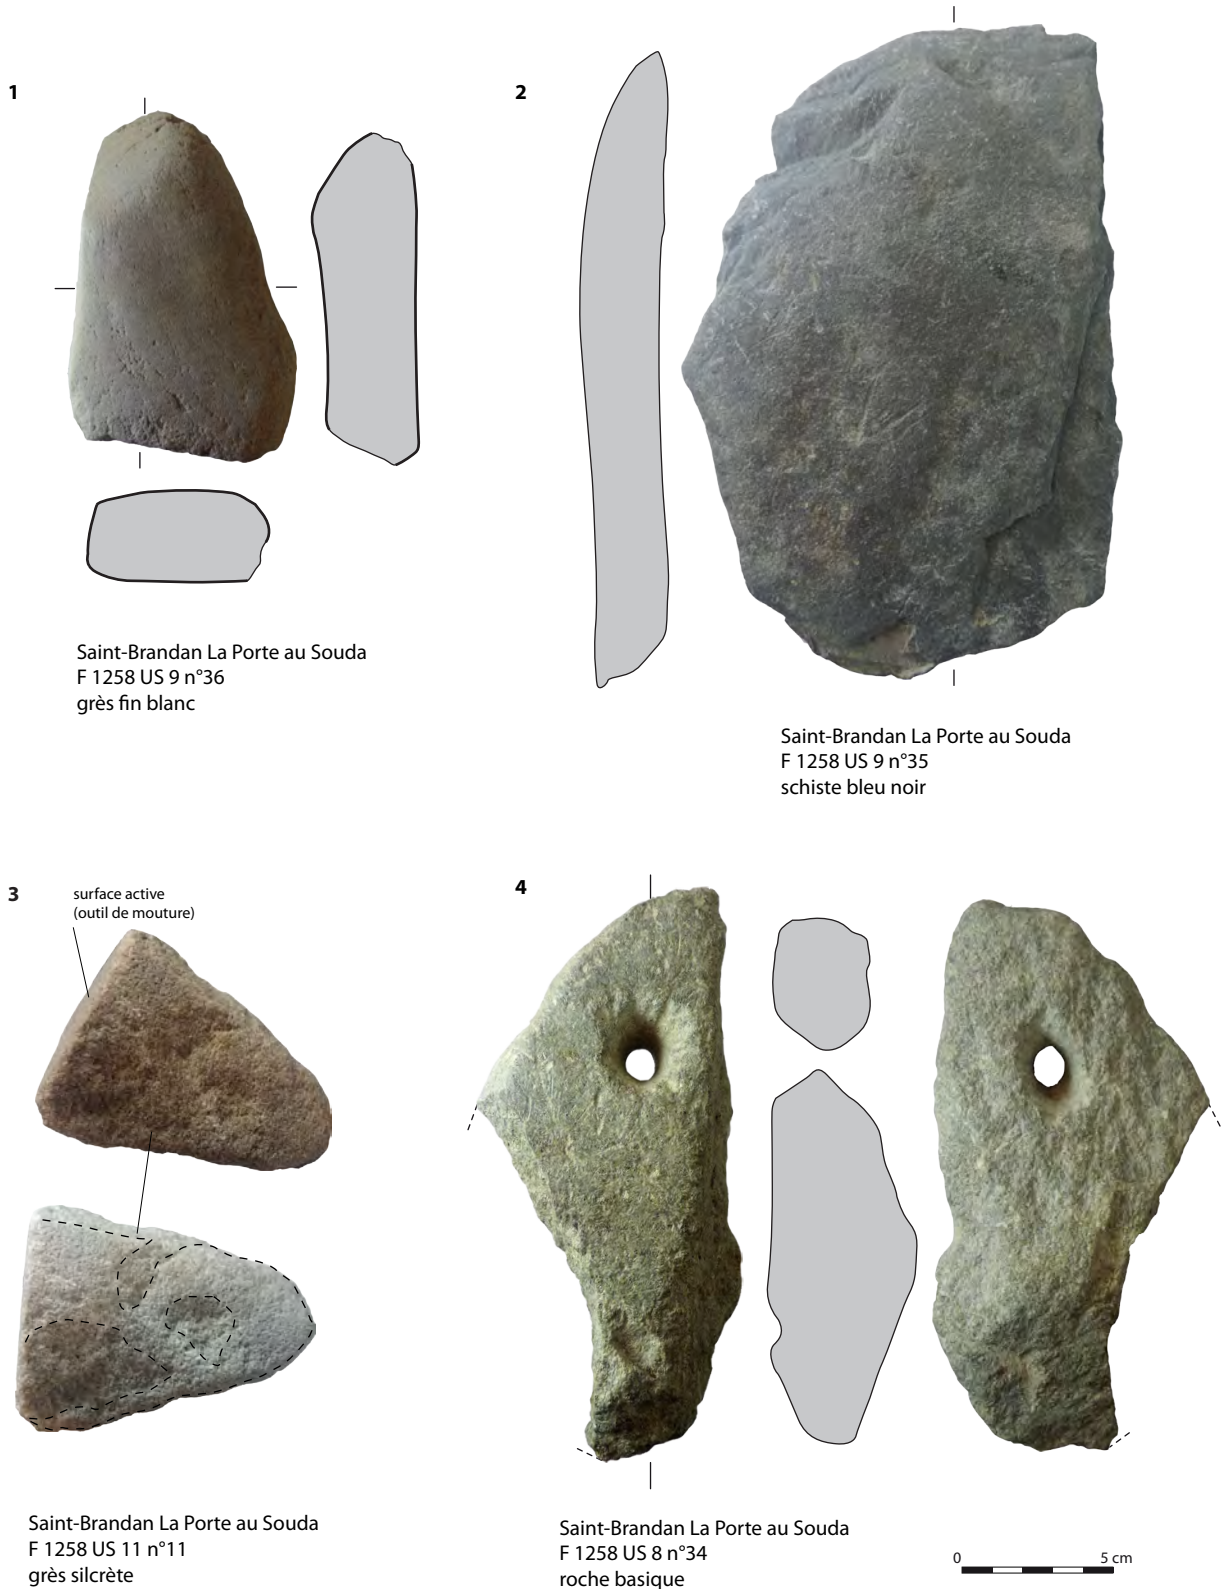 1
Saint-Brandan La Porte au Souda
F 1258 US 9 n°36
grès fin blanc
2
Saint-Brandan La Porte au Souda
F 1258 US 9 n°35
schiste bleu noir
3
surface active
(outil de mouture)
Saint-Brandan La Porte au Souda
F 1258 US 11 n°11
grès silcrète
4
Saint-Brandan La Porte au Souda
F 1258 US 8 n°34
roche basique
0 5 cm